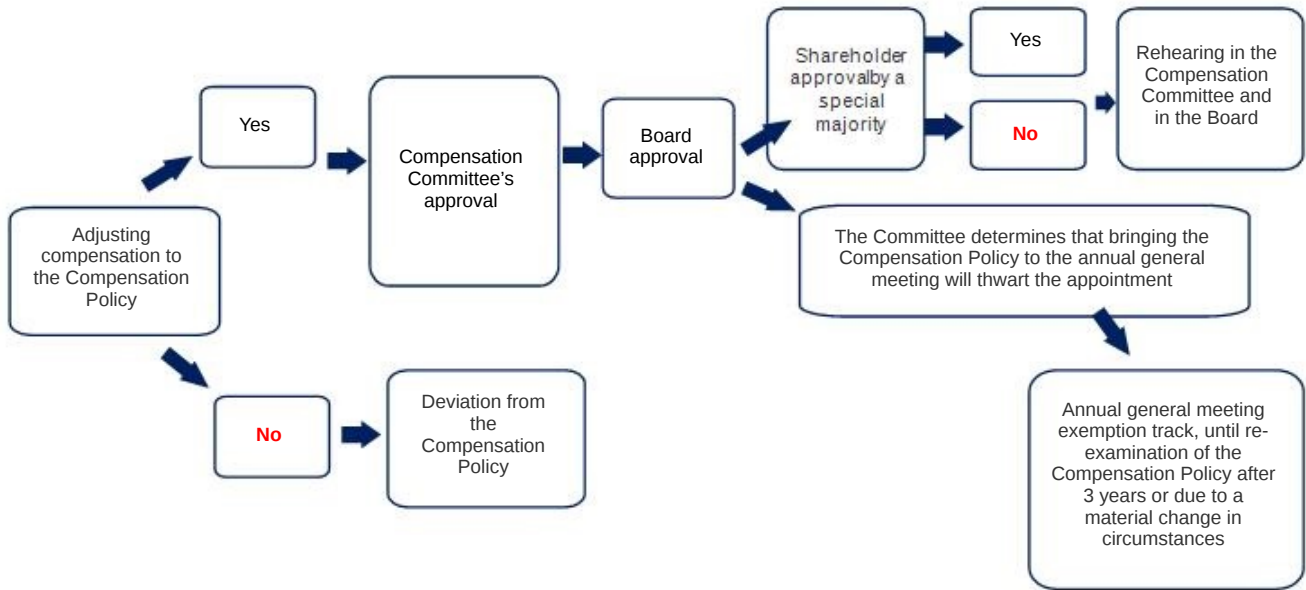 Adjusting
compensation to
the Compensation
Policy
Yes
No
Compensation
Committee’s
approval
Deviation from
the
Compensation
Policy
Board
approval
Shareholder
approvalby a
special
majority
Yes
No
Rehearing in the
Compensation
Committee and
in the Board
The Committee determines that bringing the
Compensation Policy to the annual general
meeting will thwart the appointment
Annual general meeting
exemption track, until re-
examination of the
Compensation Policy after
3 years or due to a
material change in
circumstances